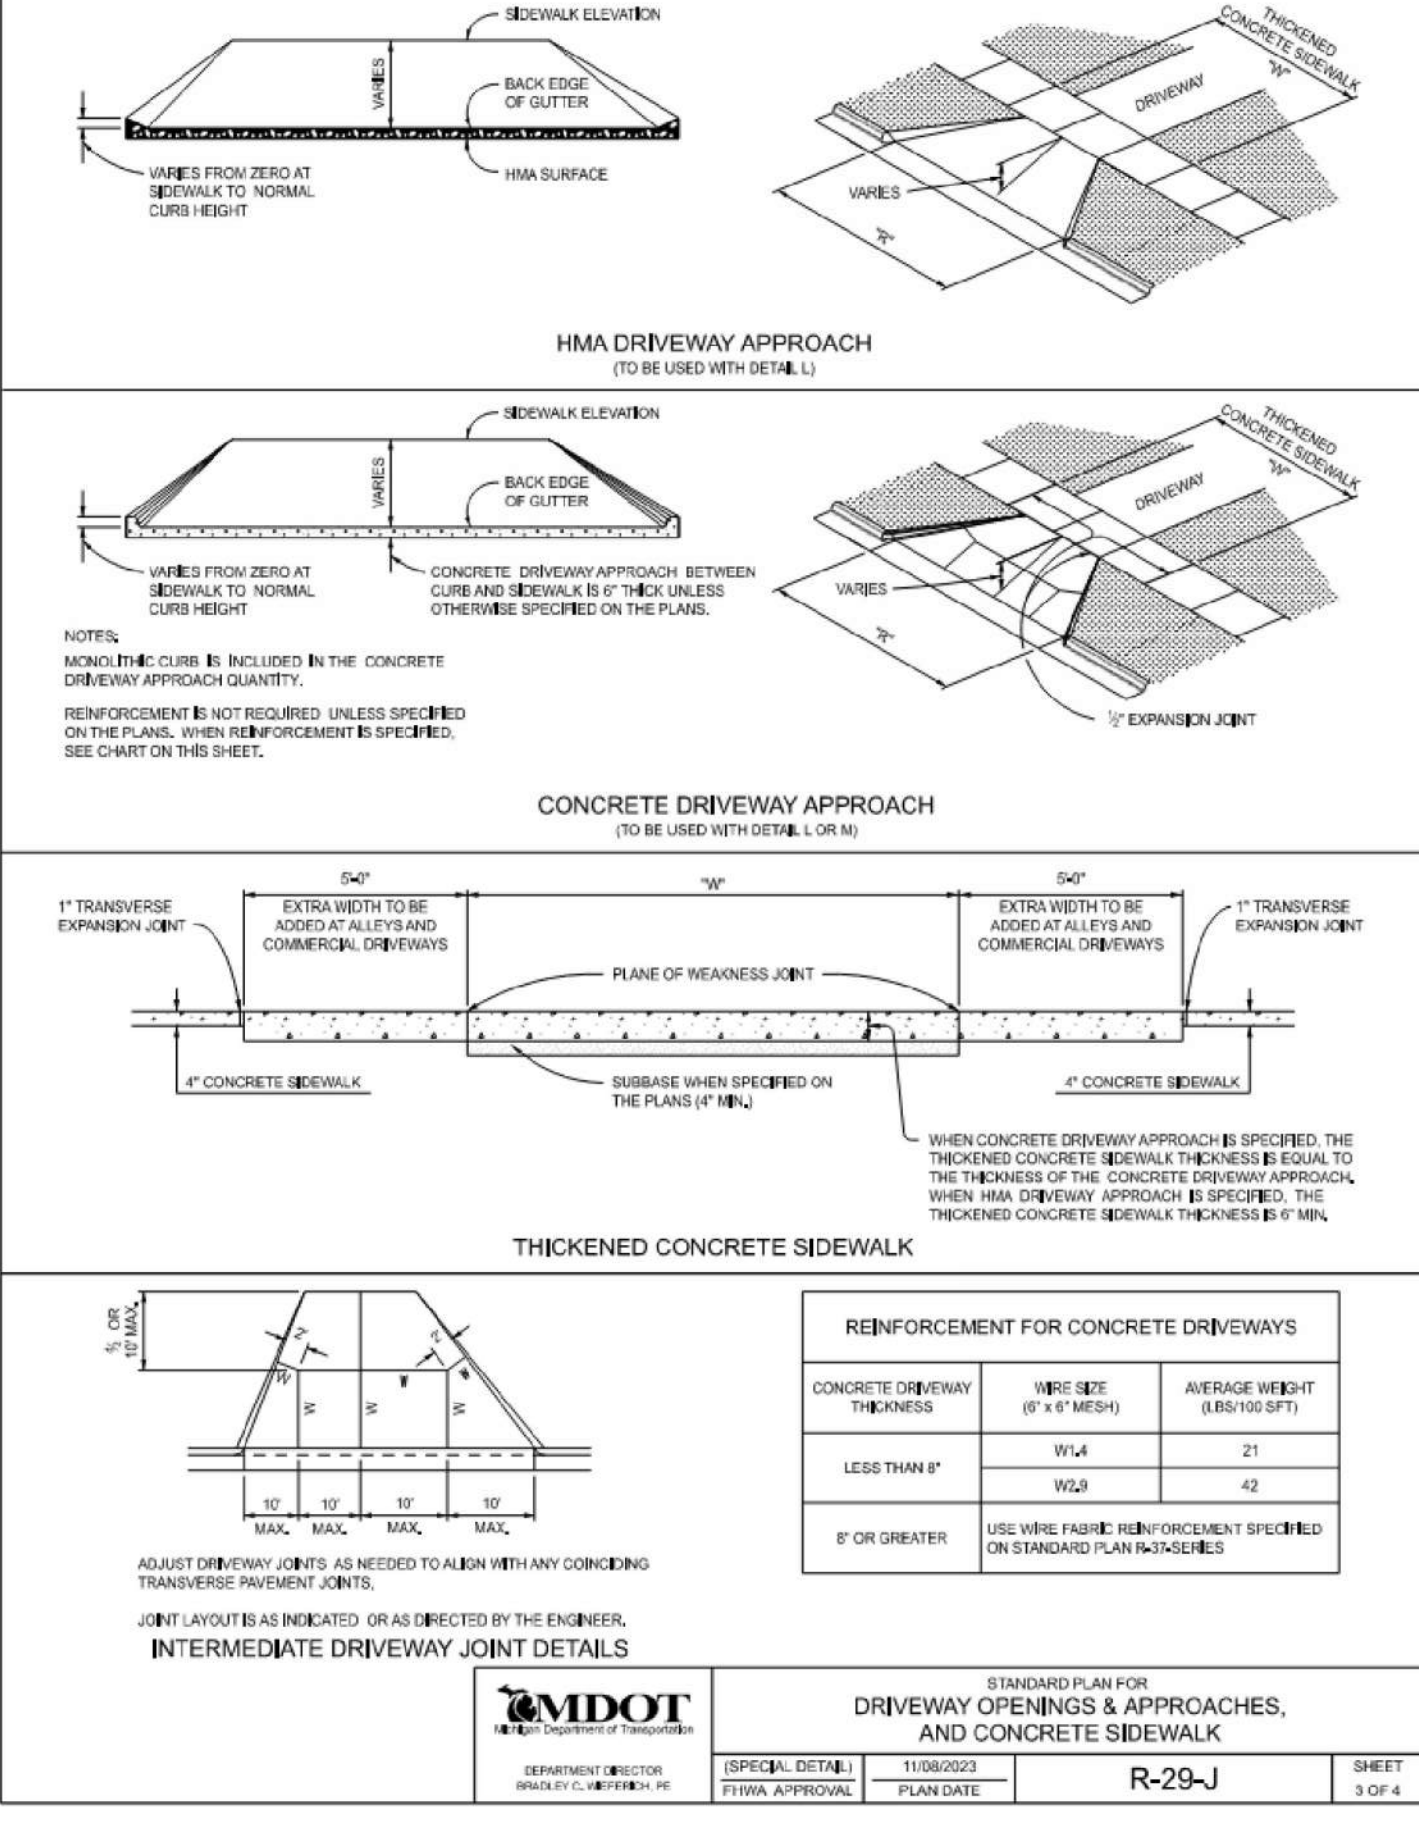 SIDEWALK ELEVATION
VARIES
BACK EDGE
OF GUTTER
HMA SURFACE
VARIES FROM ZERO AT
SIDEWALK TO NORMAL
CURB HEIGHT
THICKENED
CONCRETE SIDEWALK
"W"
DRIVEWAY
VARIES
"R"
HMA DRIVEWAY APPROACH
(TO BE USED WITH DETAIL L)
SIDEWALK ELEVATION
VARIES
BACK EDGE
OF GUTTER
VARIES FROM ZERO AT
SIDEWALK TO NORMAL
CURB HEIGHT
CONCRETE DRIVEWAY APPROACH BETWEEN
CURB AND SIDEWALK IS 6" THICK UNLESS
OTHERWISE SPECIFIED ON THE PLANS.
THICKENED
CONCRETE SIDEWALK
"W"
DRIVEWAY
VARIES
"R"
½" EXPANSION JOINT
NOTES:
MONOLITHIC CURB IS INCLUDED IN THE CONCRETE
DRIVEWAY APPROACH QUANTITY.
REINFORCEMENT IS NOT REQUIRED UNLESS SPECIFIED
ON THE PLANS. WHEN REINFORCEMENT IS SPECIFIED,
SEE CHART ON THIS SHEET.
CONCRETE DRIVEWAY APPROACH
(TO BE USED WITH DETAIL L OR M)
5'-0"
"W"
5'-0"
1" TRANSVERSE
EXPANSION JOINT
EXTRA WIDTH TO BE
ADDED AT ALLEYS AND
COMMERCIAL DRIVEWAYS
EXTRA WIDTH TO BE
ADDED AT ALLEYS AND
COMMERCIAL DRIVEWAYS
1" TRANSVERSE
EXPANSION JOINT
PLANE OF WEAKNESS JOINT
4" CONCRETE SIDEWALK
SUBBASE WHEN SPECIFIED ON
THE PLANS (4" MIN.)
4" CONCRETE SIDEWALK
WHEN CONCRETE DRIVEWAY APPROACH IS SPECIFIED, THE
THICKENED CONCRETE SIDEWALK THICKNESS IS EQUAL TO
THE THICKNESS OF THE CONCRETE DRIVEWAY APPROACH.
WHEN HMA DRIVEWAY APPROACH IS SPECIFIED, THE
THICKENED CONCRETE SIDEWALK THICKNESS IS 6" MIN.
THICKENED CONCRETE SIDEWALK
OR
10' MAX.
2'
2'
W
W
W
W
W
W
10'
MAX.
10'
MAX.
10'
MAX.
10'
MAX.
ADJUST DRIVEWAY JOINTS AS NEEDED TO ALIGN WITH ANY COINCIDING
TRANSVERSE PAVEMENT JOINTS.
JOINT LAYOUT IS AS INDICATED OR AS DIRECTED BY THE ENGINEER.
INTERMEDIATE DRIVEWAY JOINT DETAILS
REINFORCEMENT FOR CONCRETE DRIVEWAYS
CONCRETE DRIVEWAY
THICKNESS
WIRE SIZE
(6" x 6" MESH)
AVERAGE WEIGHT
(LBS/100 SFT)
LESS THAN 8"
W1.4
21
W2.9
42
8" OR GREATER
USE WIRE FABRIC REINFORCEMENT SPECIFIED
ON STANDARD PLAN R-37-SERIES
MDOT
Michigan Department of Transportation
DEPARTMENT DIRECTOR
BRADLEY C. WIEFERICH, PE
STANDARD PLAN FOR
DRIVEWAY OPENINGS & APPROACHES,
AND CONCRETE SIDEWALK
(SPECIAL DETAIL)
FHWA APPROVAL
11/08/2023
PLAN DATE
R-29-J
SHEET
3 OF 4